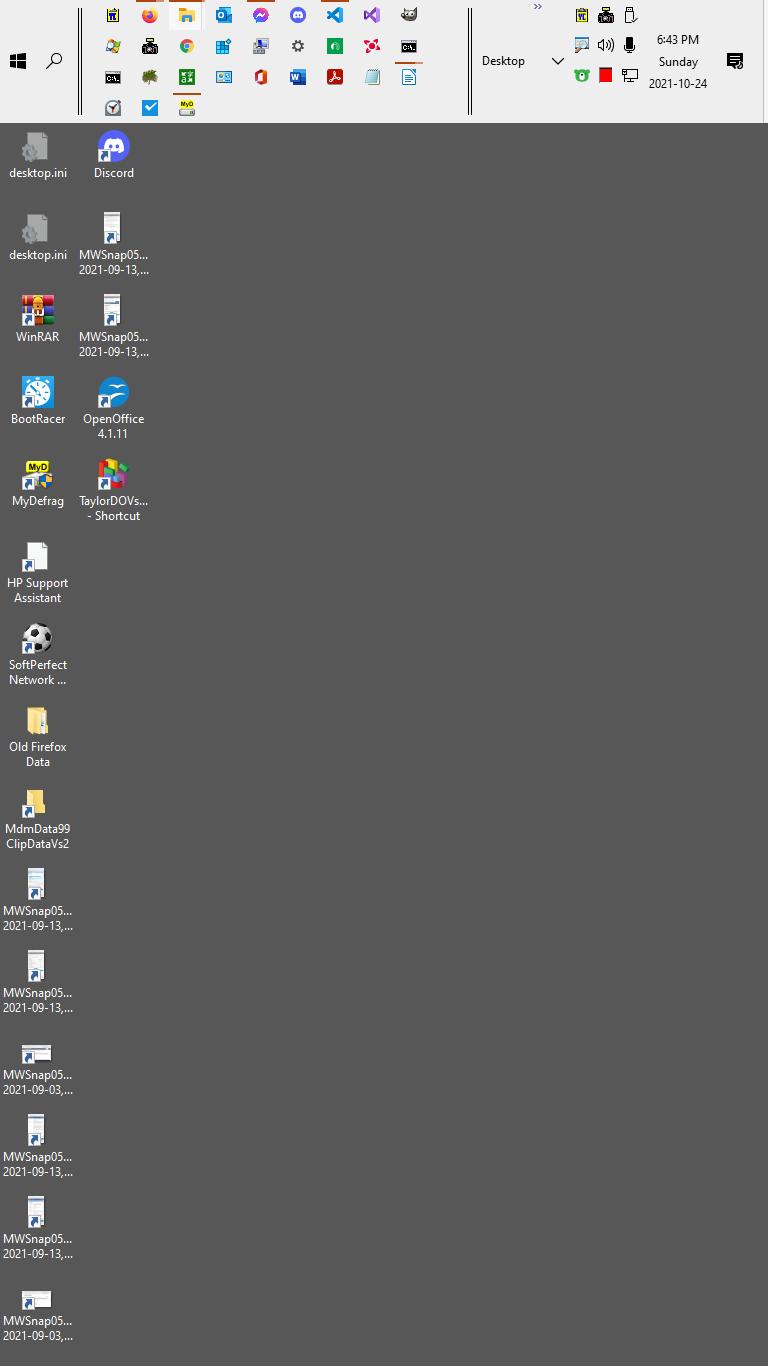 6:43 PM
Desktop
Sunday
2021-10-24
desktop.ini
Discord
desktop.ini
MWSnap05...
2021-09-13,...
WinRAR
MWSnap05...
2021-09-13,...
BootRacer
OpenOffice
4.1.11
MyD
MyDefrag
TaylorDOVs...
- Shortcut
HP Support
Assistant
SoftPerfect
Network ...
Old Firefox
Data
MdmData99
ClipDataVs2
MWSnap05...
2021-09-13,...
MWSnap05...
2021-09-13,...
MWSnap05...
2021-09-03,...
MWSnap05...
2021-09-13,...
MWSnap05...
2021-09-13,...
MWSnap05...
2021-09-03,...